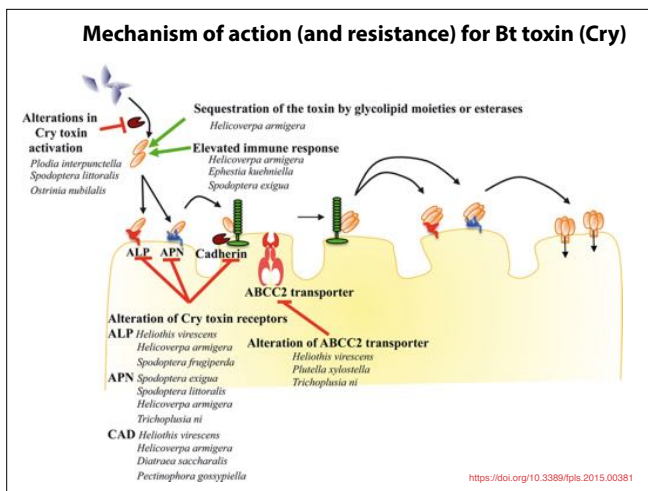 Mechanism of action (and resistance) for Bt toxin (Cry)
Alterations in
Cry toxin
activation
Plodia interpunctella
Spodoptera littoralis
Ostrinia nubilalis
Sequestration of the toxin by glycolipid moieties or esterases
Helicoverpa armigera
Elevated immune response
Helicoverpa armigera
Ephestia kuehniella
Spodoptera exigua
ALP
APN
Cadherin
ABCC2 transporter
Alteration of Cry toxin receptors
ALP Heliothis virescens
Helicoverpa armigera
Spodoptera frugiperda
APN Spodoptera exigua
Spodoptera littoralis
Helicoverpa armigera
Trichoplusia ni
CAD Heliothis virescens
Helicoverpa armigera
Diatraea saccharalis
Pectinophora gossypiella
Alteration of ABCC2 transporter
Heliothis virescens
Plutella xylostella
Trichoplusia ni
https://doi.org/10.3389/fpls.2015.00381